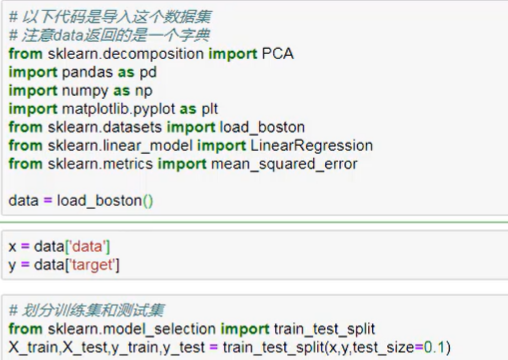 # 以下代码是导入这个数据集
# 注意data返回的是一个字典
from sklearn.decomposition import PCA
import pandas as pd
import numpy as np
import matplotlib.pyplot as plt
from sklearn.datasets import load_boston
from sklearn.linear_model import LinearRegression
from sklearn.metrics import mean_squared_error
data = load_boston()
x = data['data']
y = data['target']
# 划分训练集和测试集
from sklearn.model_selection import train_test_split
X_train,X_test,y_train,y_test = train_test_split(x,y,test_size=0.1)